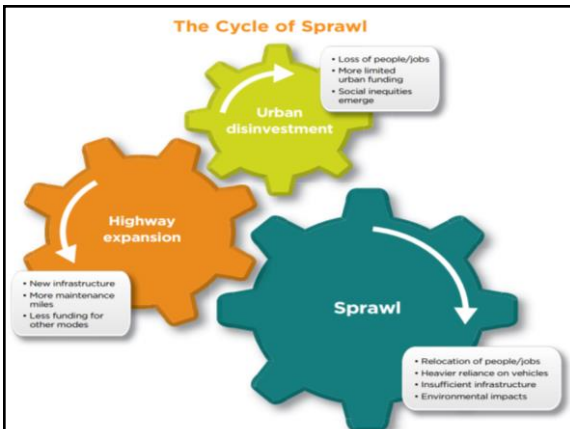 The Cycle of Sprawl
• Loss of people/jobs
• More limited
urban funding
• Social inequities
emerge
Urban
disinvestment
Highway
expansion
• New infrastructure
• More maintenance
miles
• Less funding for
other modes
Sprawl
• Relocation of people/jobs
• Heavier reliance on vehicles
• Insufficient infrastructure
• Environmental impacts